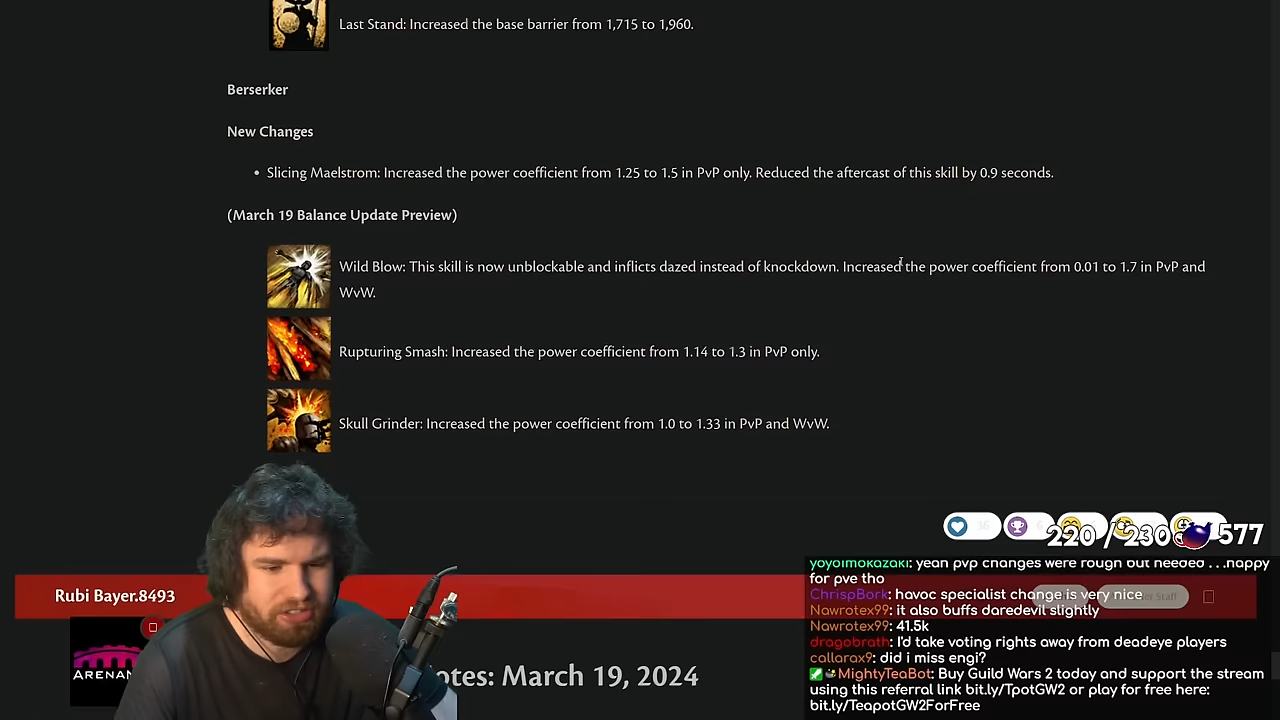 Last Stand: Increased the base barrier from 1,715 to 1,960.
Berserker
New Changes
• Slicing Maelstrom: Increased the power coefficient from 1.25 to 1.5 in PvP only. Reduced the aftercast of this skill by 0.9 seconds.
(March 19 Balance Update Preview)
Wild Blow: This skill is now unblockable and inflicts dazed instead of knockdown. Increased the power coefficient from 0.01 to 1.7 in PvP and
WvW.
Rupturing Smash: Increased the power coefficient from 1.14 to 1.3 in PvP only.
Skull Grinder: Increased the power coefficient from 1.0 to 1.33 in PvP and WvW.
220 / 230 577
Rubi Bayer.8493
ARENAN
otes: March 19, 2024
yoyoimokazaki: yeah pvp changes were rough but needed . . .happy
for pve tho
ChrispBork: havoc specialist change is very nice
Nawrotex99: it also buffs daredevil slightly
Nawrotex99: 41.5k
dragobrath: I'd take voting rights away from deadeye players
callarax9: did i miss engi?
MightyTeaBot: Buy Guild Wars 2 today and support the stream
using this referral link bit.ly/TpotGW2 or play for free here:
bit.ly/TeapotGW2ForFree